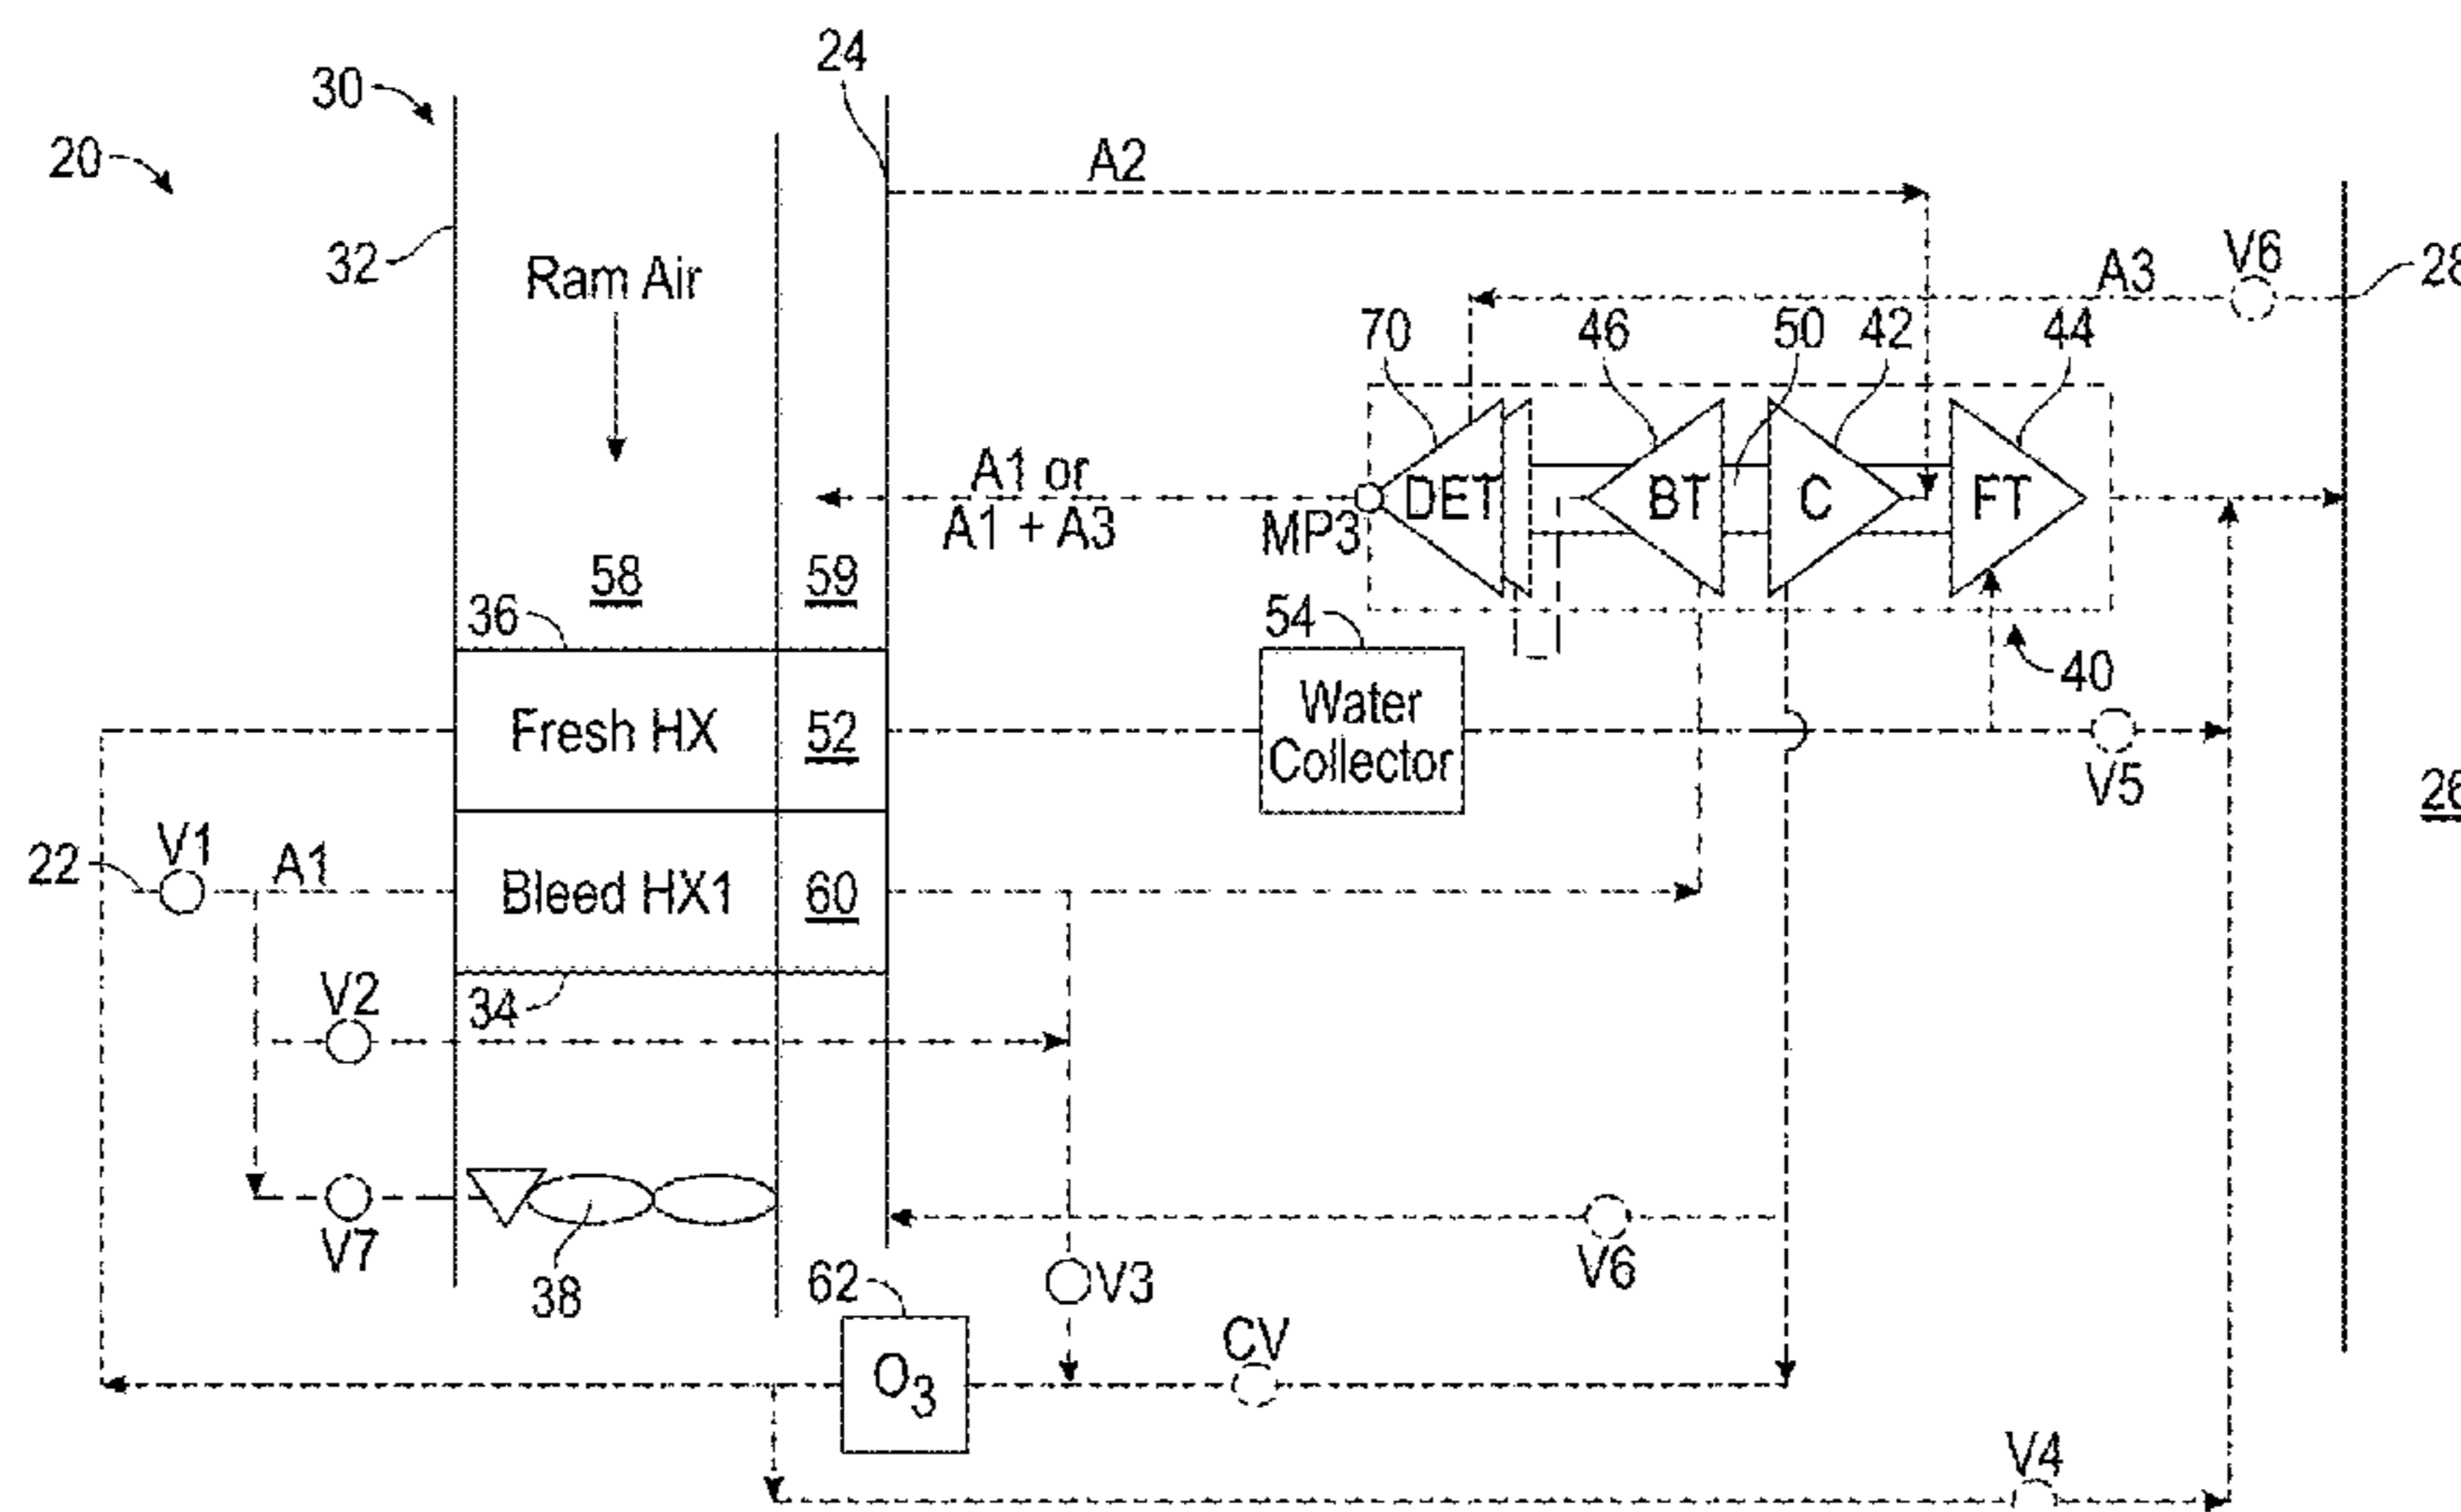 24
30
20
A2
32
Ram Air
V6
A3
28
70
46
50
42
44
A1 or
A1 + A3
MP3
DET
BT
C
FT
58
59
36
54
40
Fresh HX
52
Water
Collector
V5
22
V1
A1
Bleed HX1
60
V2
34
V7
38
62
V3
V6
CV
O3
V4